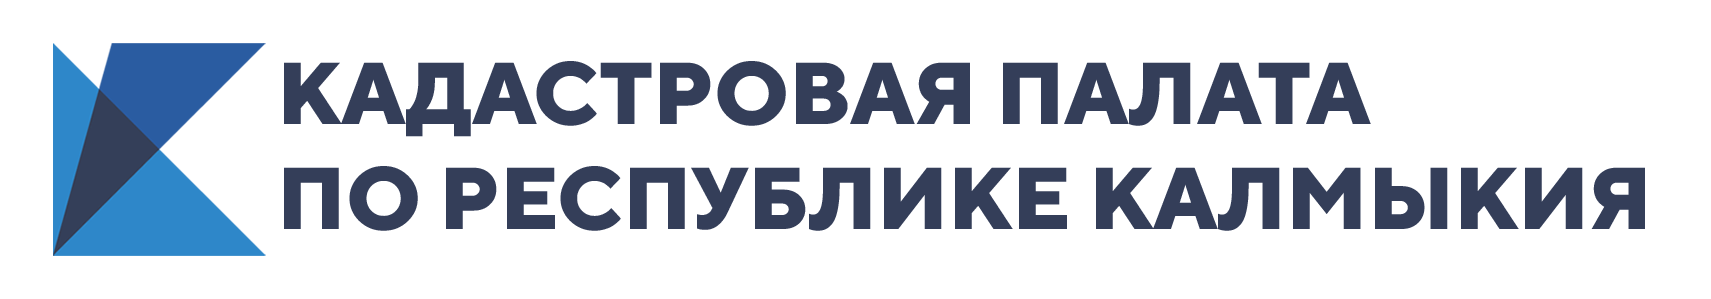 КАДАСТРОВАЯ ПАЛАТА
ПО РЕСПУБЛИКЕ КАЛМЫКИЯ